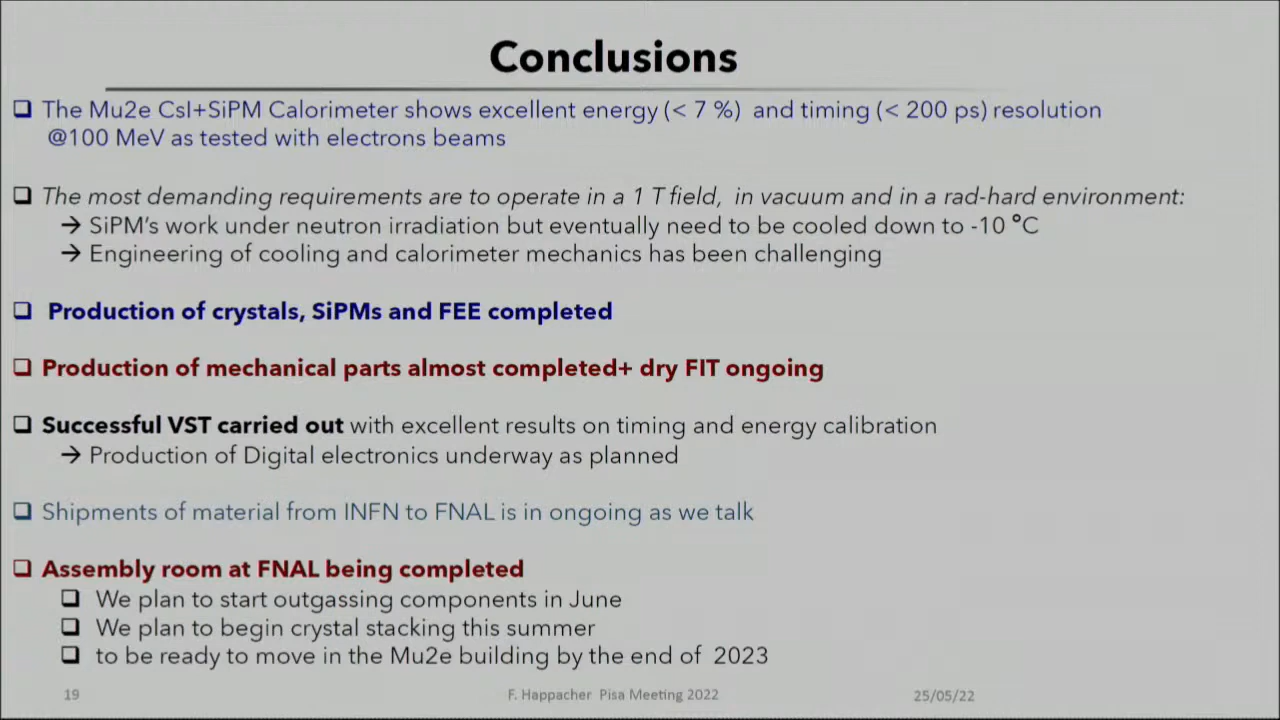 Conclusions
❑ The Mu2e CsI+SiPM Calorimeter shows excellent energy (< 7 %) and timing (< 200 ps) resolution
@100 MeV as tested with electrons beams
❑ The most demanding requirements are to operate in a 1 T field, in vacuum and in a rad-hard environment:
→ SiPM's work under neutron irradiation but eventually need to be cooled down to -10 °C
→ Engineering of cooling and calorimeter mechanics has been challenging
❑ Production of crystals, SiPMs and FEE completed
❑ Production of mechanical parts almost completed+ dry FIT ongoing
❑ Successful VST carried out with excellent results on timing and energy calibration
→ Production of Digital electronics underway as planned
❑ Shipments of material from INFN to FNAL is in ongoing as we talk
❑ Assembly room at FNAL being completed
❑ We plan to start outgassing components in June
❑ We plan to begin crystal stacking this summer
❑ to be ready to move in the Mu2e building by the end of 2023
19 F. Happacher Pisa Meeting 2022 25/05/22